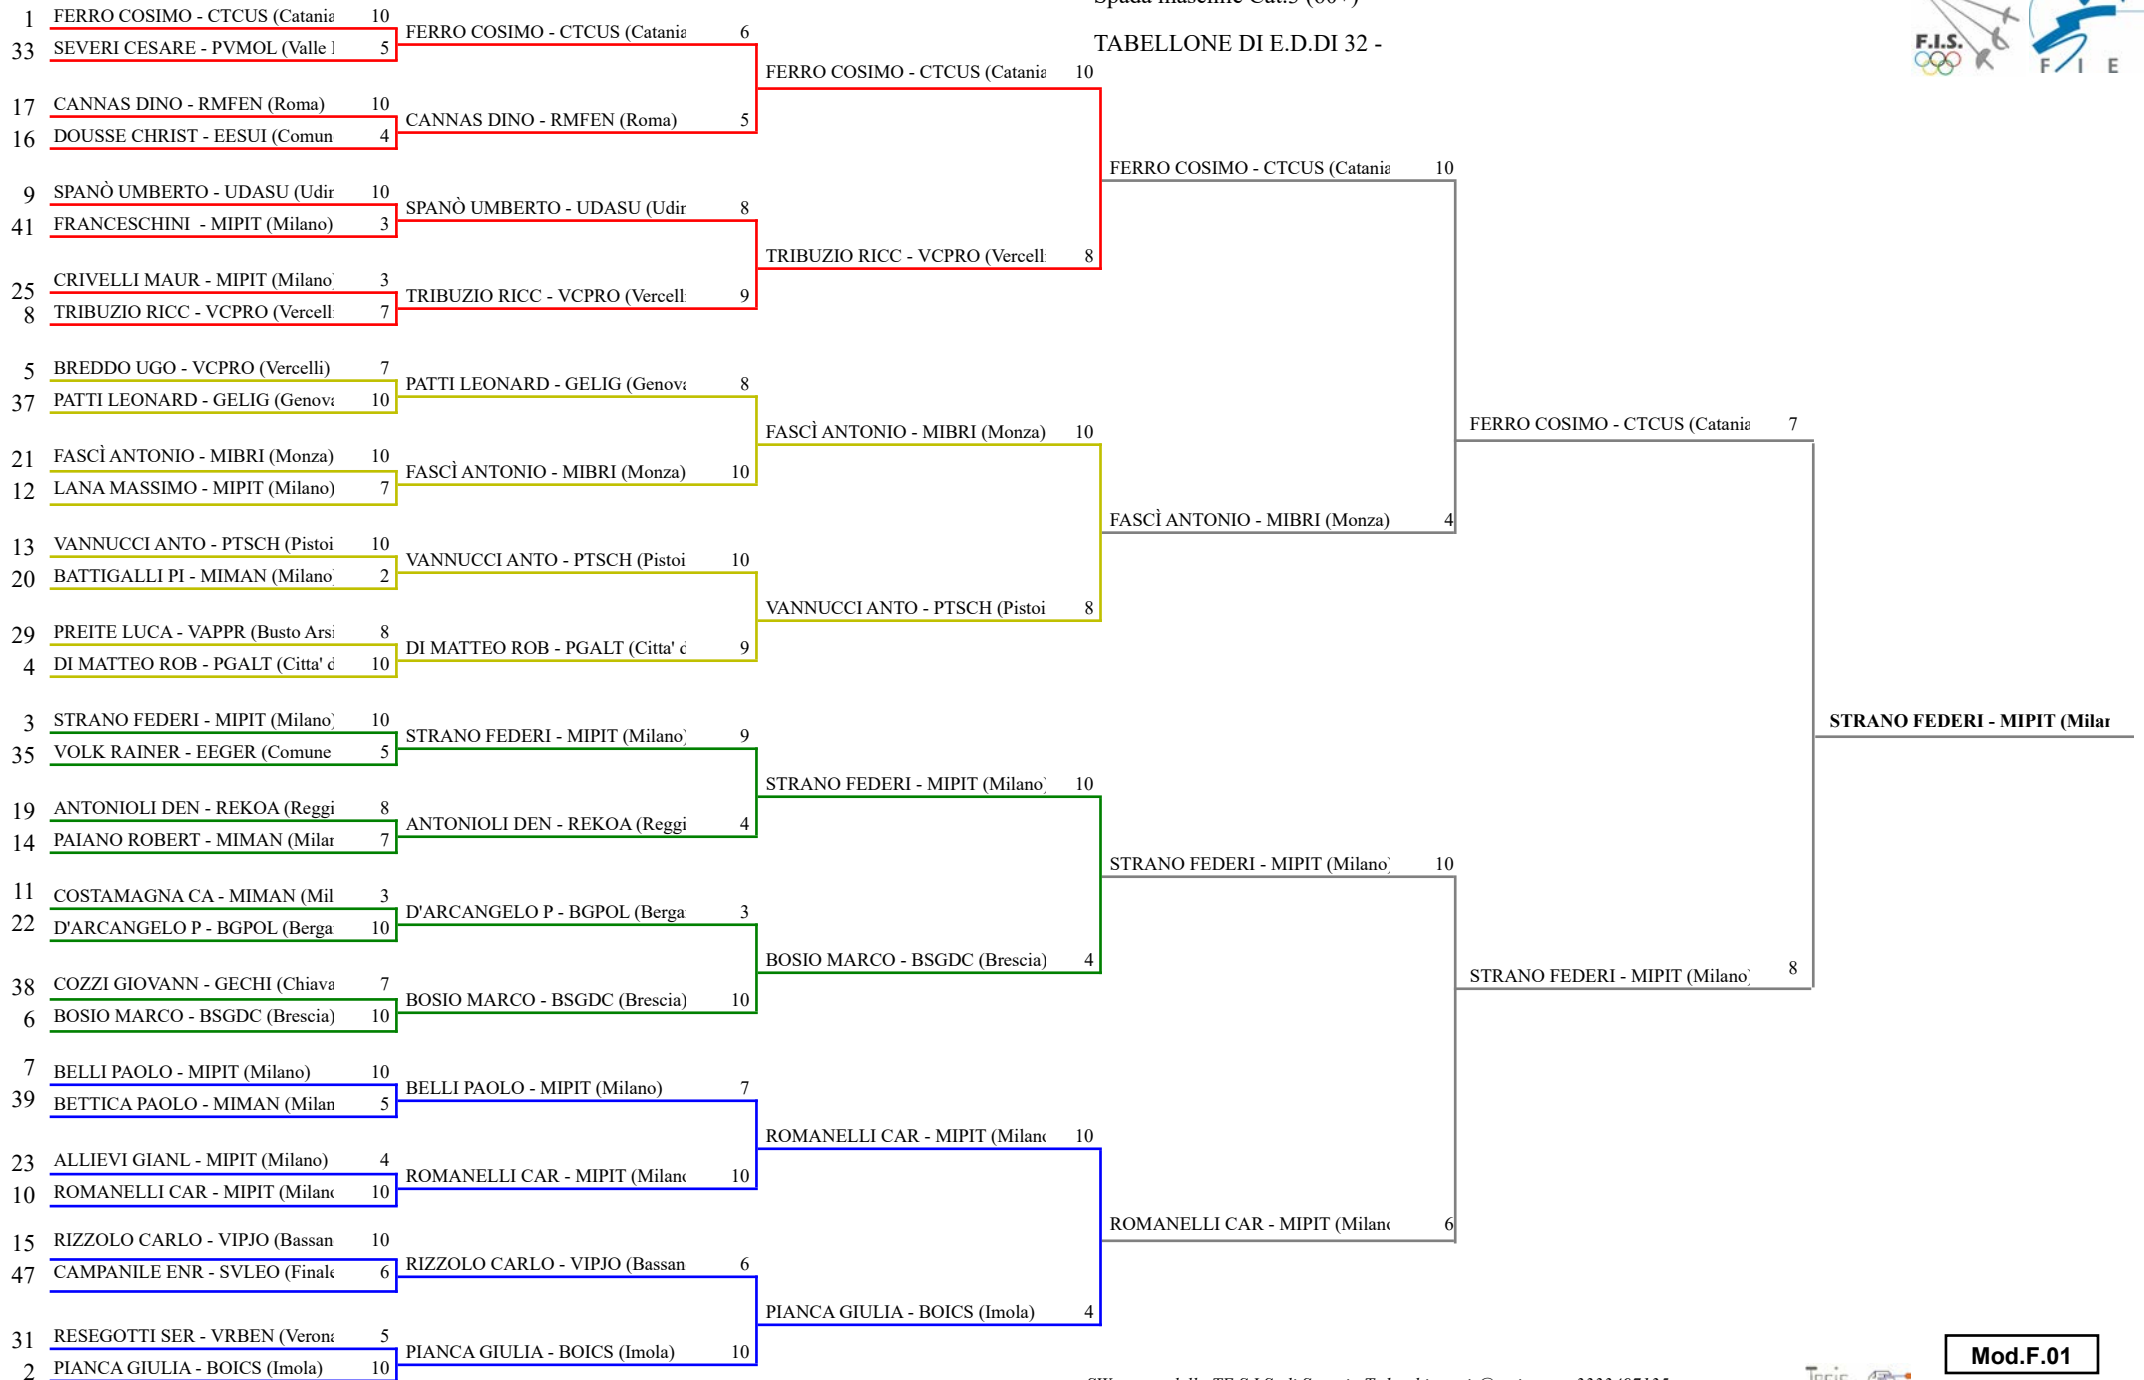 TABELLONE DI E.D.DI 32 -
F.I.S.
F I E
1 FERRO COSIMO - CTCUS (Catania 10
33 SEVERI CESARE - PVMOL (Valle 5
17 CANNAS DINO - RMFEN (Roma) 10
16 DOUSSE CHRIST - EESUI (Comun 4
9 SPANÒ UMBERTO - UDASU (Udin 10
41 FRANCESCHINI - MIPIT (Milano) 3
25 CRIVELLI MAUR - MIPIT (Milano) 3
8 TRIBUZIO RICC - VCPRO (Vercell 7
5 BREDDO UGO - VCPRO (Vercelli) 7
37 PATTI LEONARD - GELIG (Genova 10
21 FASCÌ ANTONIO - MIBRI (Monza) 10
12 LANA MASSIMO - MIPIT (Milano) 7
13 VANNUCCI ANTO - PTSCH (Pistoi 10
20 BATTIGALLI PI - MIMAN (Milano) 2
29 PREITE LUCA - VAPPR (Busto Arsi 8
4 DI MATTEO ROB - PGALT (Citta' d 10
3 STRANO FEDERI - MIPIT (Milano) 10
35 VOLK RAINER - EEGER (Comune 5
19 ANTONIOLI DEN - REKOA (Reggi 8
14 PAIANO ROBERT - MIMAN (Milan 7
11 COSTAMAGNA CA - MIMAN (Mil 3
22 D'ARCANGELO P - BGPOL (Berga 10
38 COZZI GIOVANN - GECHI (Chiava 7
6 BOSIO MARCO - BSGDC (Brescia) 10
7 BELLI PAOLO - MIPIT (Milano) 10
39 BETTICA PAOLO - MIMAN (Milan 5
23 ALLIEVI GIANL - MIPIT (Milano) 4
10 ROMANELLI CAR - MIPIT (Milano 10
15 RIZZOLO CARLO - VIPJO (Bassan 10
47 CAMPANILE ENR - SVLEO (Finale 6
31 RESEGOTTI SER - VRBEN (Verona 5
2 PIANCA GIULIA - BOICS (Imola) 10
FERRO COSIMO - CTCUS (Catania 6
CANNAS DINO - RMFEN (Roma) 5
SPANÒ UMBERTO - UDASU (Udin 8
TRIBUZIO RICC - VCPRO (Vercell 9
PATTI LEONARD - GELIG (Genova 8
FASCÌ ANTONIO - MIBRI (Monza) 10
VANNUCCI ANTO - PTSCH (Pistoi 10
DI MATTEO ROB - PGALT (Citta' d 9
STRANO FEDERI - MIPIT (Milano) 9
ANTONIOLI DEN - REKOA (Reggi 4
D'ARCANGELO P - BGPOL (Berga 3
BOSIO MARCO - BSGDC (Brescia) 10
BELLI PAOLO - MIPIT (Milano) 7
ROMANELLI CAR - MIPIT (Milano 10
RIZZOLO CARLO - VIPJO (Bassan 6
PIANCA GIULIA - BOICS (Imola) 10
FERRO COSIMO - CTCUS (Catania 10
TRIBUZIO RICC - VCPRO (Vercell 8
FASCÌ ANTONIO - MIBRI (Monza) 10
VANNUCCI ANTO - PTSCH (Pistoi 8
STRANO FEDERI - MIPIT (Milano) 10
BOSIO MARCO - BSGDC (Brescia) 4
ROMANELLI CAR - MIPIT (Milano 10
PIANCA GIULIA - BOICS (Imola) 4
FERRO COSIMO - CTCUS (Catania 10
FASCÌ ANTONIO - MIBRI (Monza) 4
STRANO FEDERI - MIPIT (Milano) 10
ROMANELLI CAR - MIPIT (Milano 6
FERRO COSIMO - CTCUS (Catania 7
STRANO FEDERI - MIPIT (Milano) 8
STRANO FEDERI - MIPIT (Milan
Mod.F.01